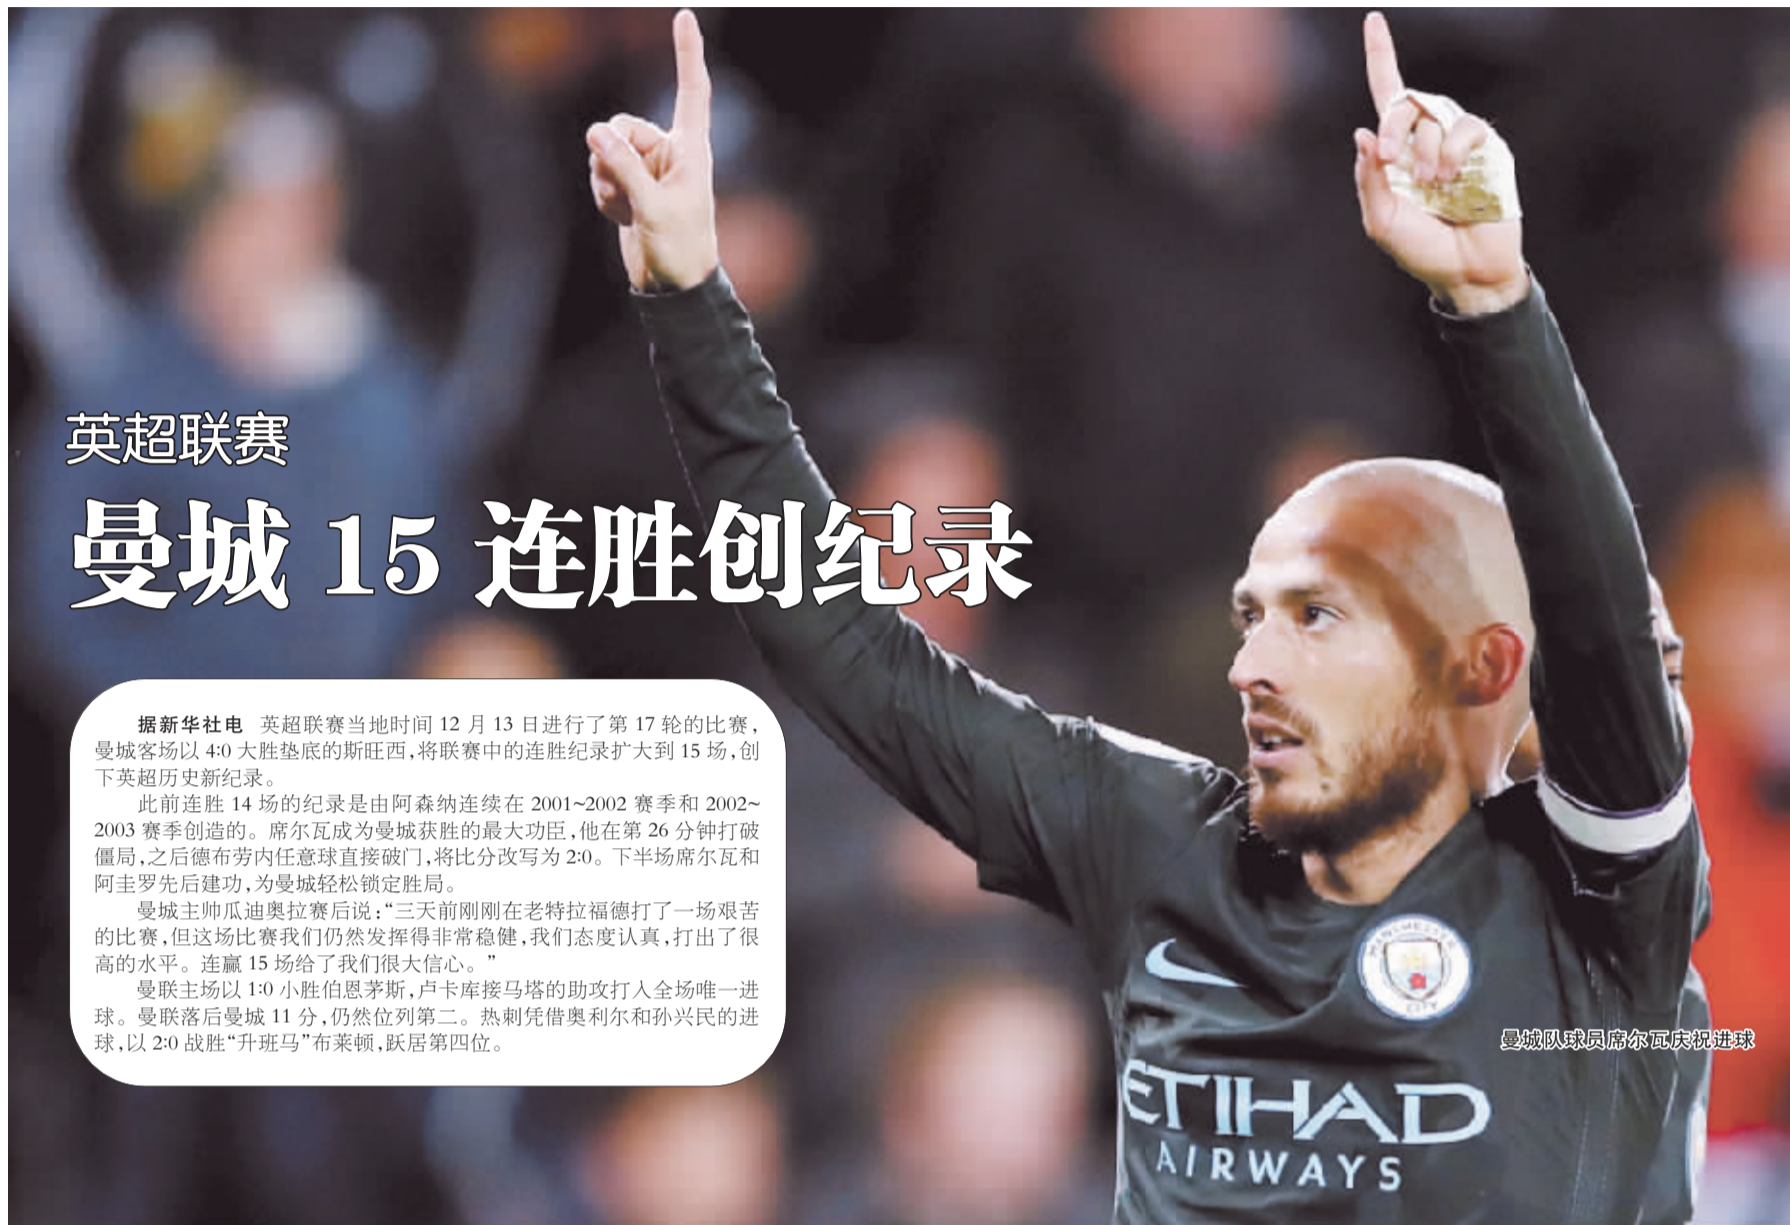 英超联赛
曼城 15 连胜创纪录
据新华社电 英超联赛当地时间 12 月 13 日进行了第 17 轮的比赛，
曼城客场以 4:0 大胜垫底的斯旺西，将联赛中的连胜纪录扩大到 15 场，创
下英超历史新纪录。
此前连胜 14 场的纪录是由阿森纳连续在 2001~2002 赛季和 2002~
2003 赛季创造的。席尔瓦成为曼城获胜的最大功臣，他在第 26 分钟打破
僵局，之后德布劳内任意球直接破门，将比分改写为 2:0。下半场席尔瓦和
阿圭罗先后建功，为曼城轻松锁定胜局。
曼城主帅瓜迪奥拉赛后说：“三天前刚刚在老特拉福德打了一场艰苦
的比赛，但这场比赛我们仍然发挥得非常稳健，我们态度认真，打出了很
高的水平。连赢 15 场给了我们很大信心。”
曼联主场以 1:0 小胜伯恩茅斯，卢卡库接马塔的助攻打入全场唯一进
球。曼联落后曼城 11 分，仍然位列第二。热刺凭借奥利尔和孙兴民的进
球，以 2:0 战胜“升班马”布莱顿，跃居第四位。
MANCHESTER
CITY
曼城队球员席尔瓦庆祝进球
ETIHAD
AIRWAYS